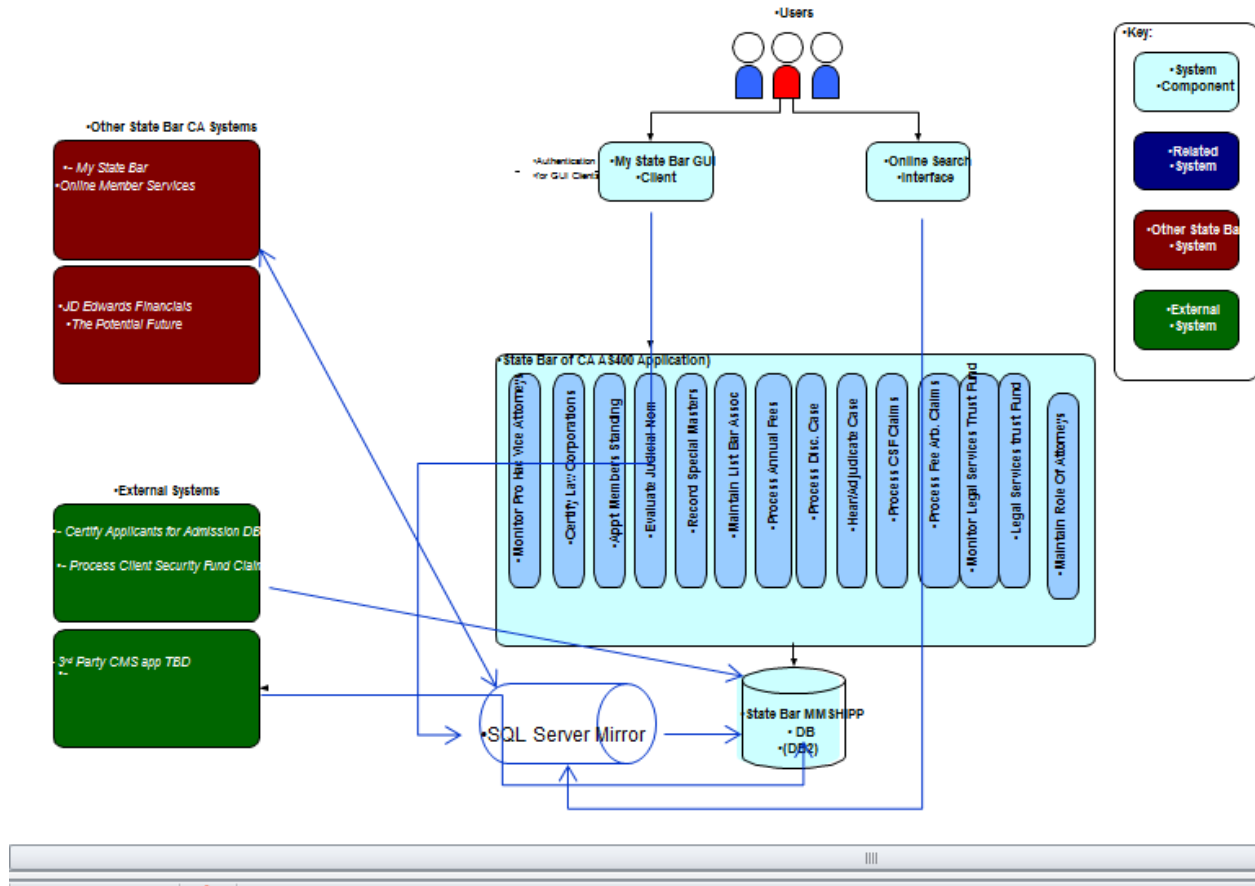 •Users
•Key:
•System
•Component
•Related
•System
•Other State Ba
•System
•External
•System
•Other State Bar CA Systems
•- My State Bar
•Online Member Services
•JD Edwards Financials
•The Potential Future
•Authentication
•for GUI Client?
•My State Bar GUI
•Client
•Online Search
•Interface
•State Bar of CA AS400 Application)
•Monitor Pro Hac Vice Attorneys
•Certify Law Corporations
•Appt Members Standing
•Evaluate Judicial Nom
•Record Special Masters
•Maintain List Bar Assoc
•Process Annual Fees
•Process Disc. Case
•Hear/Adjudicate Case
•Process CSF Claims
•Process Fee Arb. Claims
•Monitor Legal Services Trust Fund
•Legal Services trust Fund
•Maintain Role Of Attorneys
•External Systems
•- Certify Applicants for Admission DB
•- Process Client Security Fund Claim
- 3rd Party CMS app TBD
•-
•SQL Server Mirror
•State Bar MMSHIPP
•DB
•(DB2)